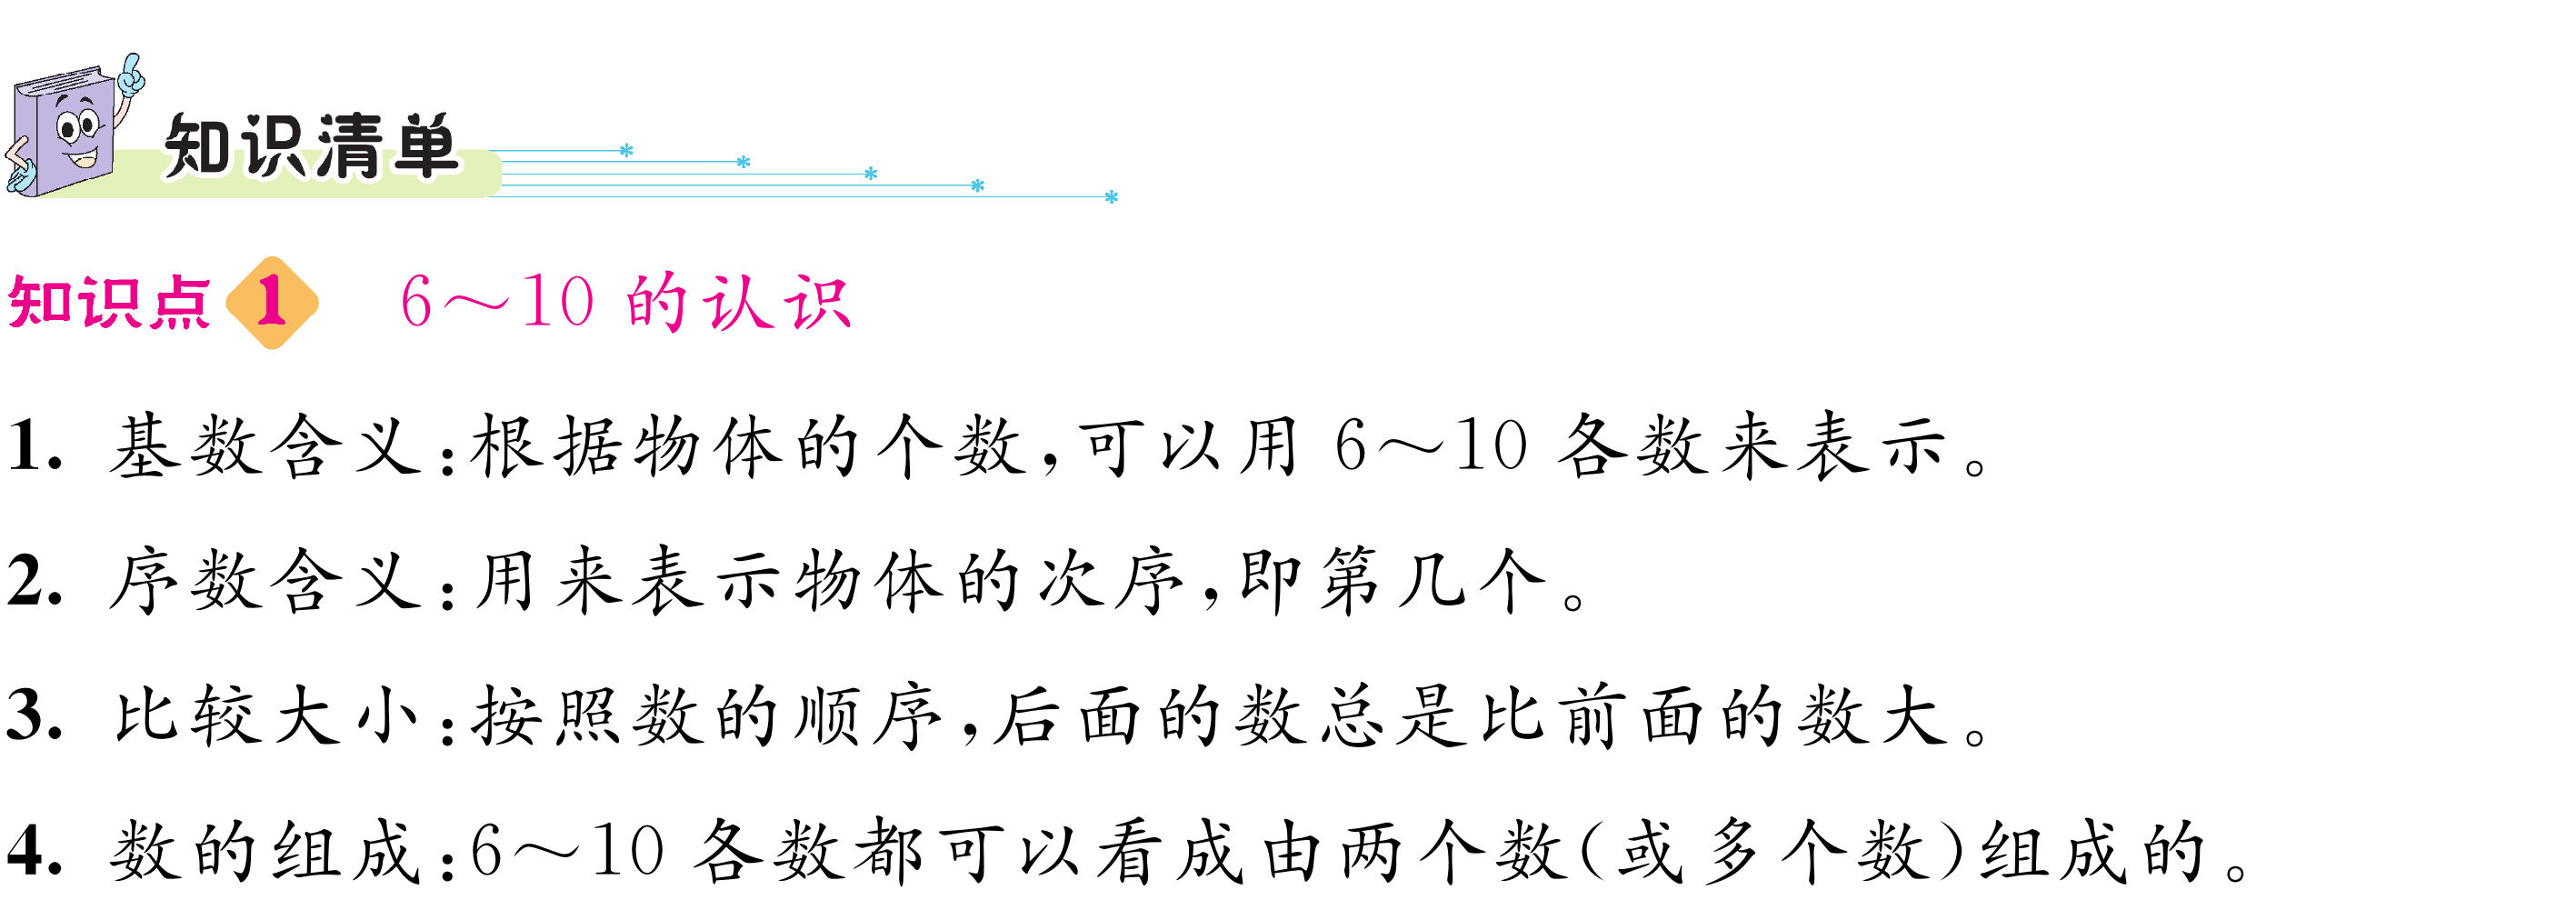 知识清单
知识点1 6～10 的认识
1. 基数含义:根据物体的个数,可以用 6～10 各数来表示。
2. 序数含义:用来表示物体的次序,即第几个。
3. 比较大小:按照数的顺序,后面的数总是比前面的数大。
4. 数的组成:6～10 各数都可以看成由两个数(或多个数)组成的。